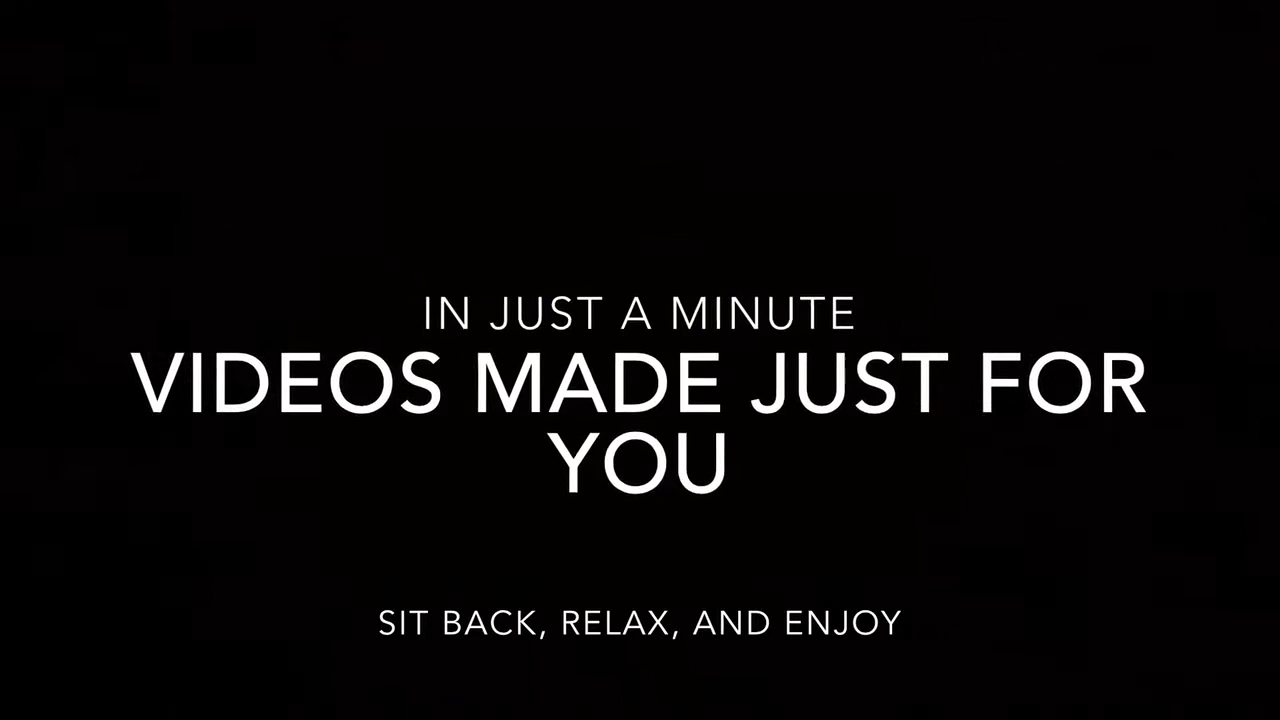 IN JUST A MINUTE
VIDEOS MADE JUST FOR
YOU
SIT BACK, RELAX, AND ENJOY